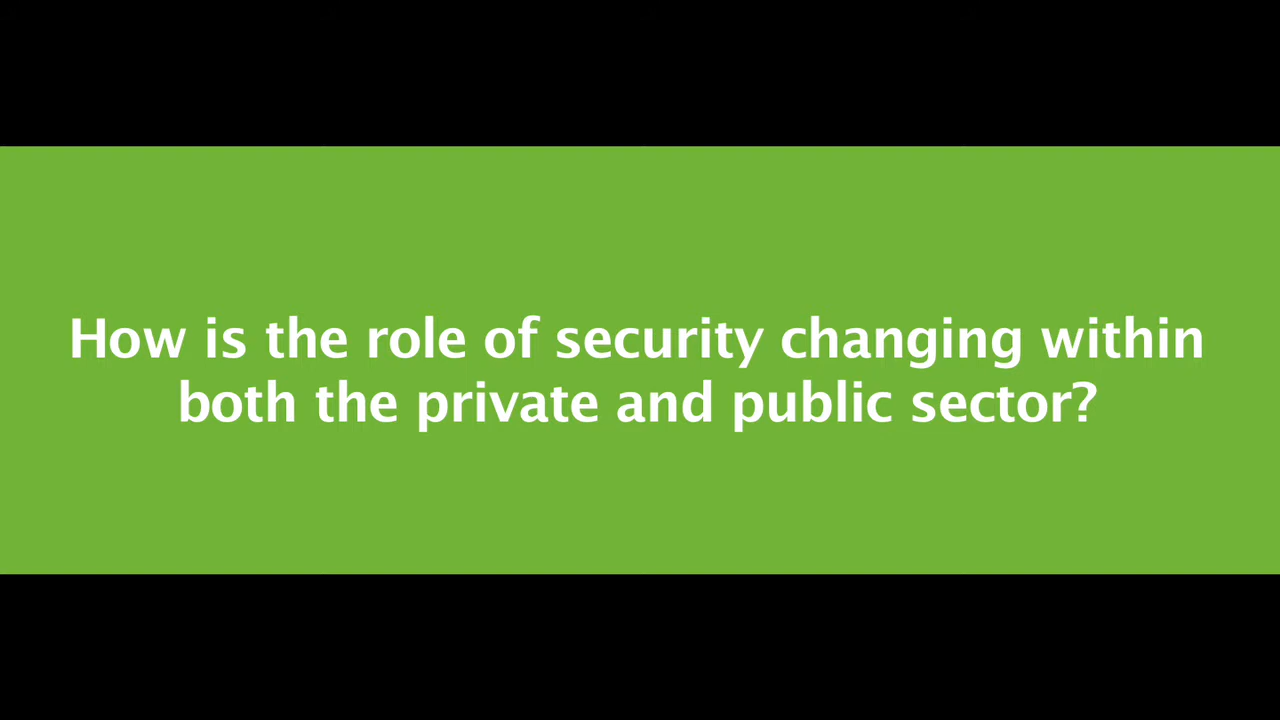 How is the role of security changing within
both the private and public sector?